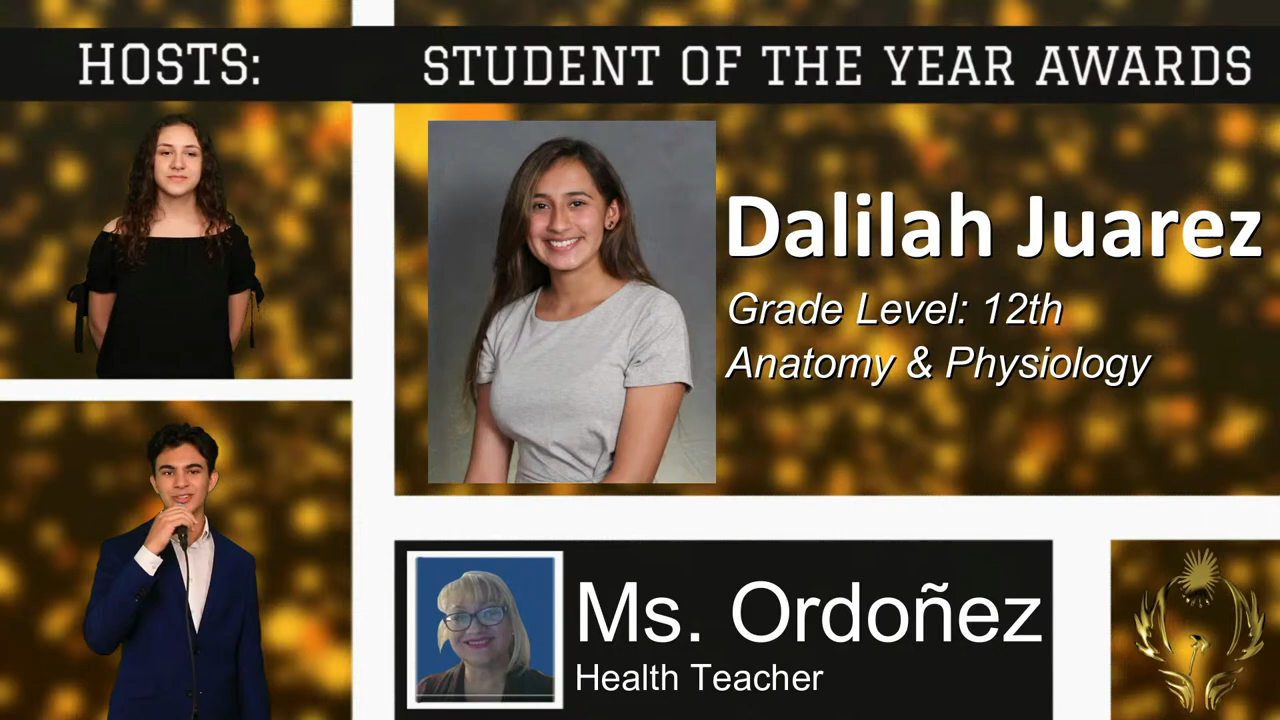 HOSTS:
STUDENT OF THE YEAR AWARDS
Dalilah Juarez
Grade Level: 12th
Anatomy & Physiology
Ms. Ordoñez
Health Teacher